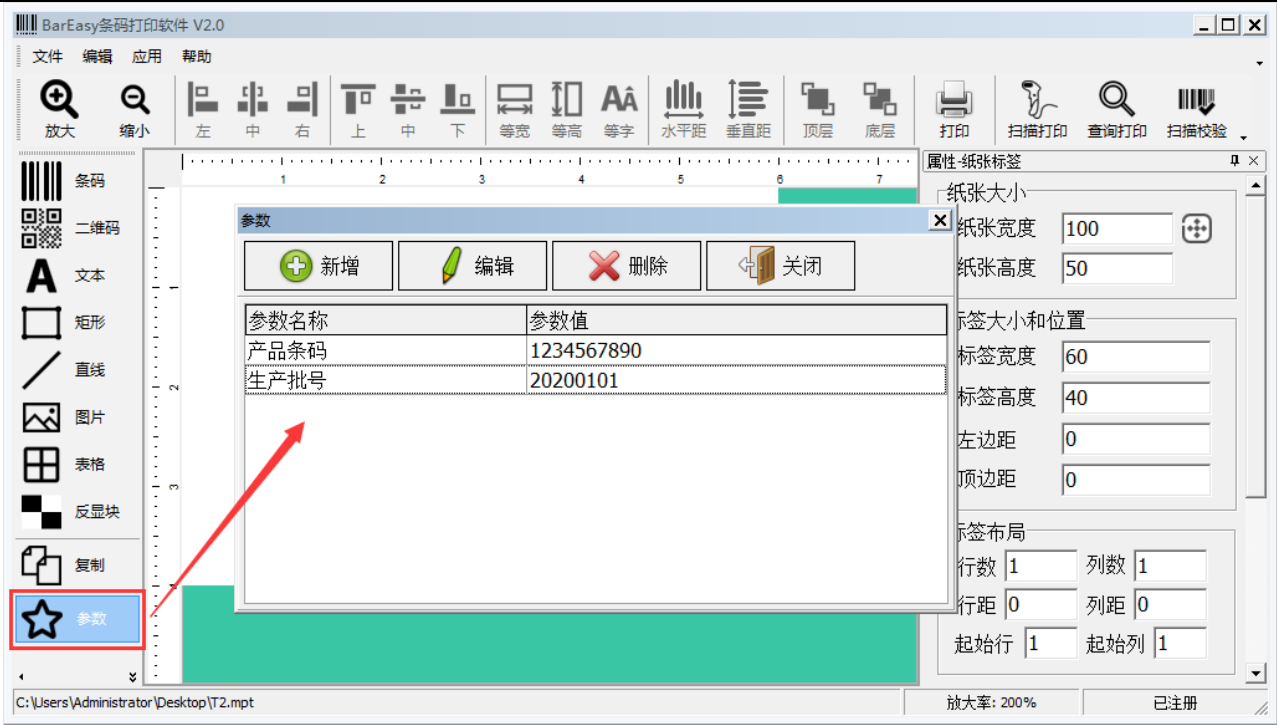 BarEasy条码打印软件 V2.0
文件 编辑 应用 帮助
放大 缩小 左 中 右 上 中 下 等宽 等高 等字 水平距 垂直距 顶层 底层 打印 扫描打印 查询打印 扫描校验
条码
二维码
文本
矩形
直线
图片
表格
反显块
复制
参数
1 2 3 4 5 6 7
1
2
3
4
参数
新增 编辑 删除 关闭
参数名称 参数值
产品条码 1234567890
生产批号 20200101
属性-纸张标签
纸张大小
纸张宽度 100
纸张高度 50
标签大小和位置
标签宽度 60
标签高度 40
左边距 0
顶边距 0
标签布局
行数 1 列数 1
行距 0 列距 0
起始行 1 起始列 1
C:\Users\Administrator\Desktop\T2.mpt 放大率: 200% 已注册